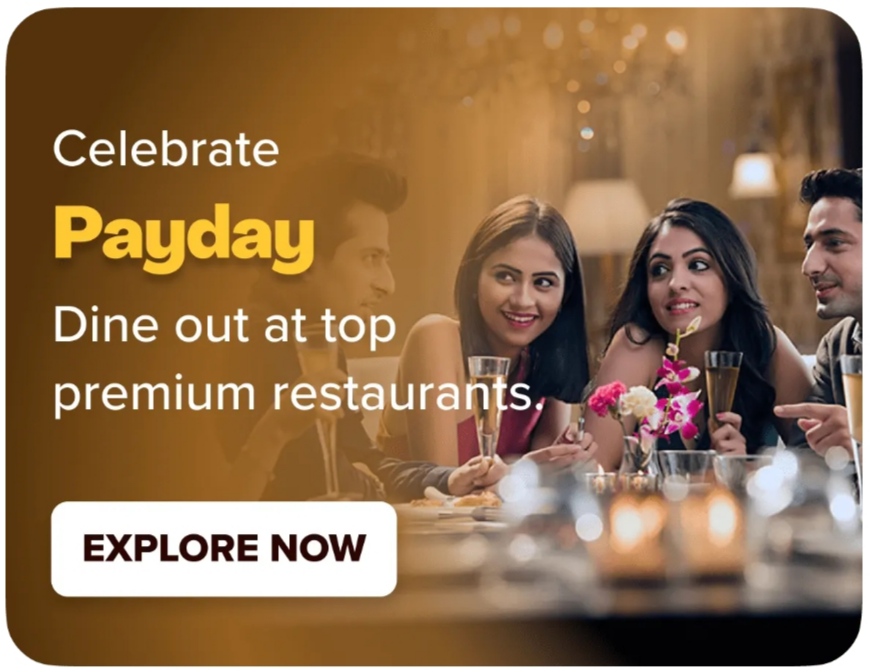 Celebrate
Payday
Dine out at top
premium restaurants.
EXPLORE NOW